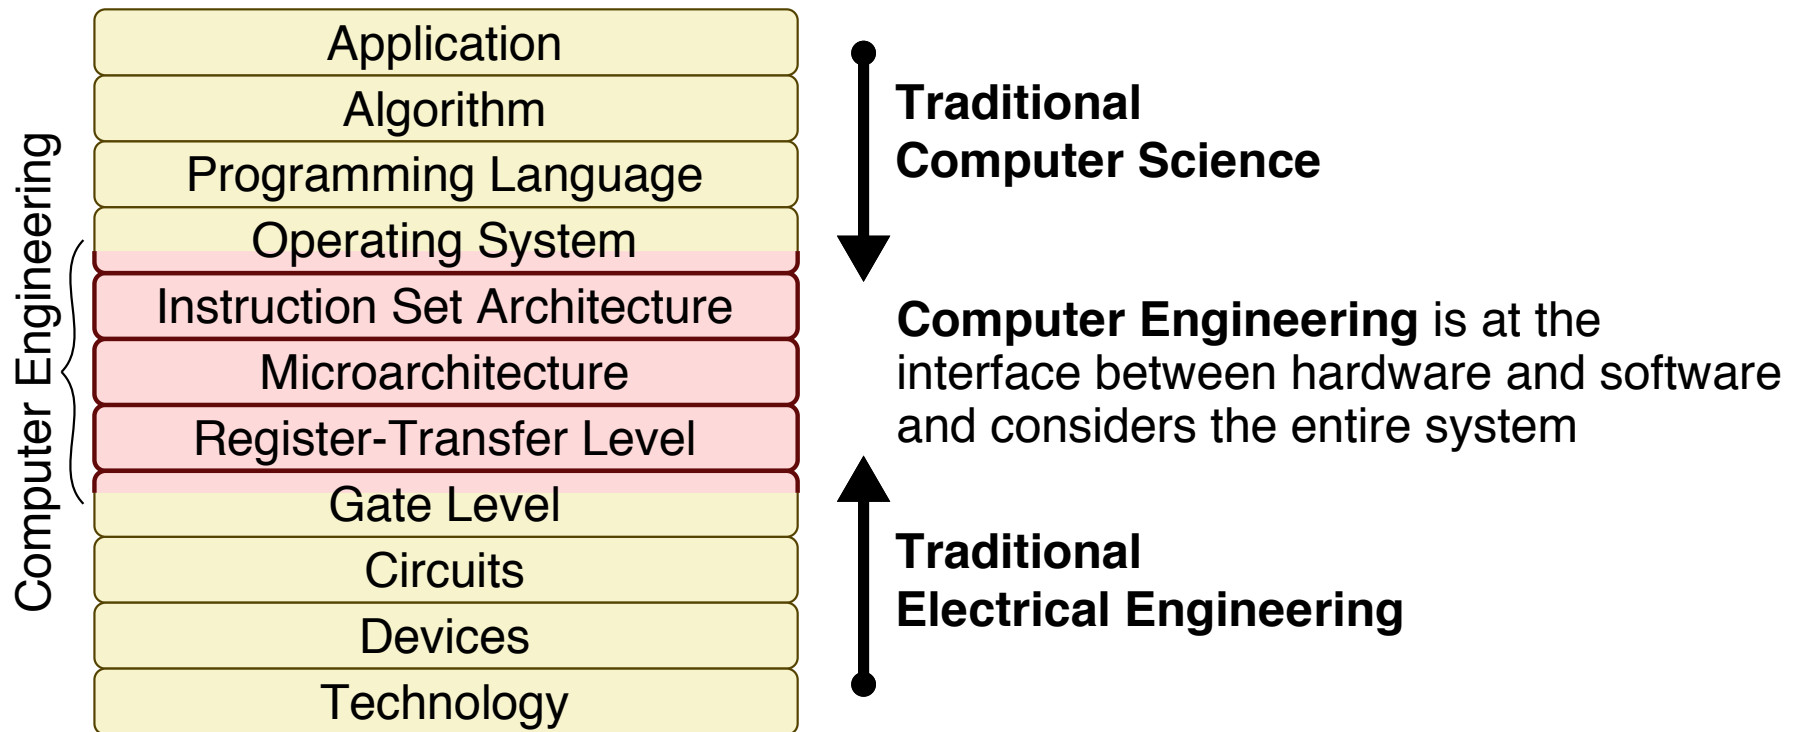 Computer Engineering
Application
Algorithm
Programming Language
Operating System
Instruction Set Architecture
Microarchitecture
Register-Transfer Level
Gate Level
Circuits
Devices
Technology
Traditional
Computer Science
Computer Engineering is at the
interface between hardware and software
and considers the entire system
Traditional
Electrical Engineering